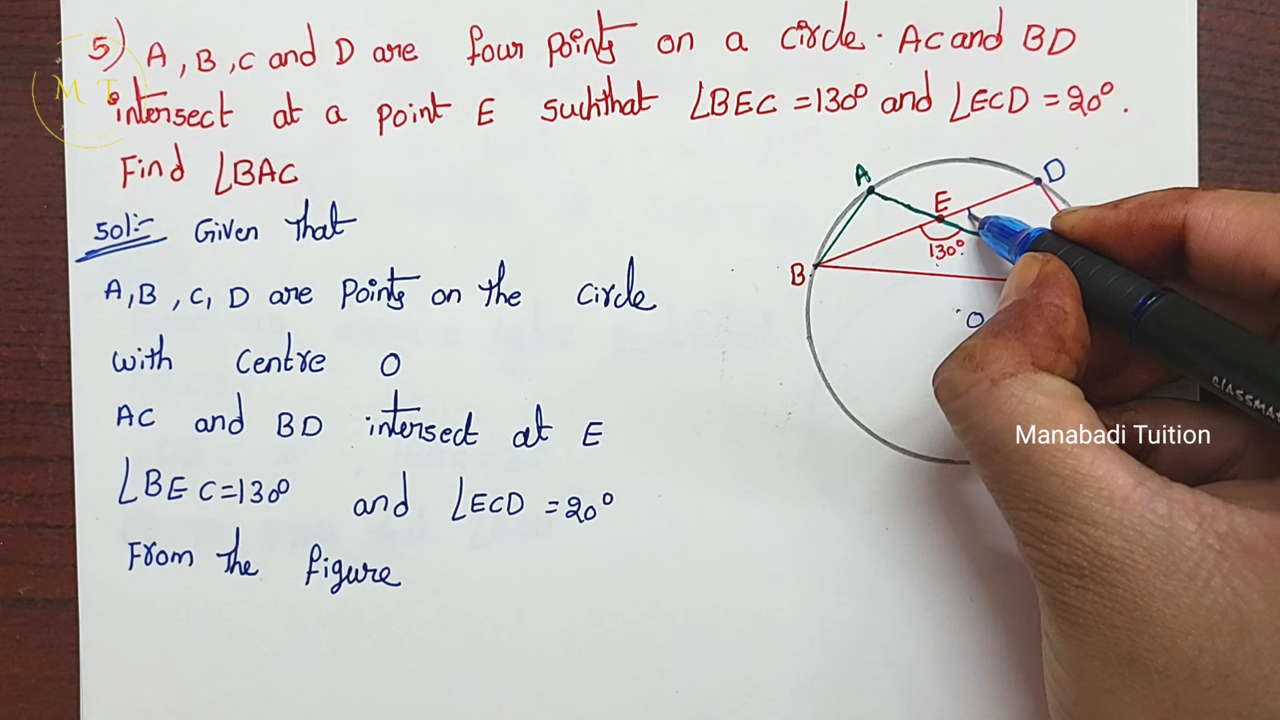 5) A, B, C and D are four points on a circle. AC and BD
intersect at a point E suchthat ∠BEC = 130° and ∠ECD = 20°.
Find ∠BAC
Sol:- Given that
A, B, C, D are Points on the circle
with Centre O
AC and BD intersect at E
∠BEC = 130° and ∠ECD = 20°
From the figure
A
D
E
130°
B
O
M T
CLASSMA
Manabadi Tuition